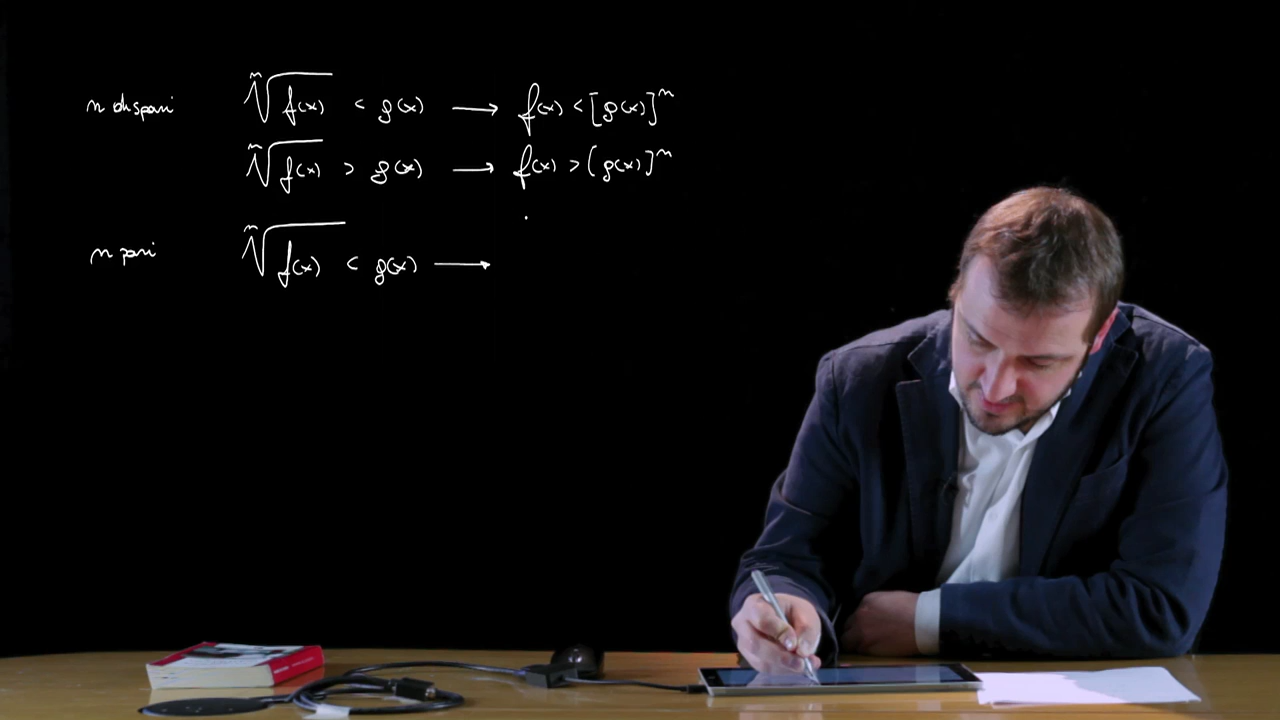 n dispari ⁿ√f(x) < g(x) → f(x) < [g(x)]ⁿ
ⁿ√f(x) > g(x) → f(x) > [g(x)]ⁿ
n pari ⁿ√f(x) < g(x) →